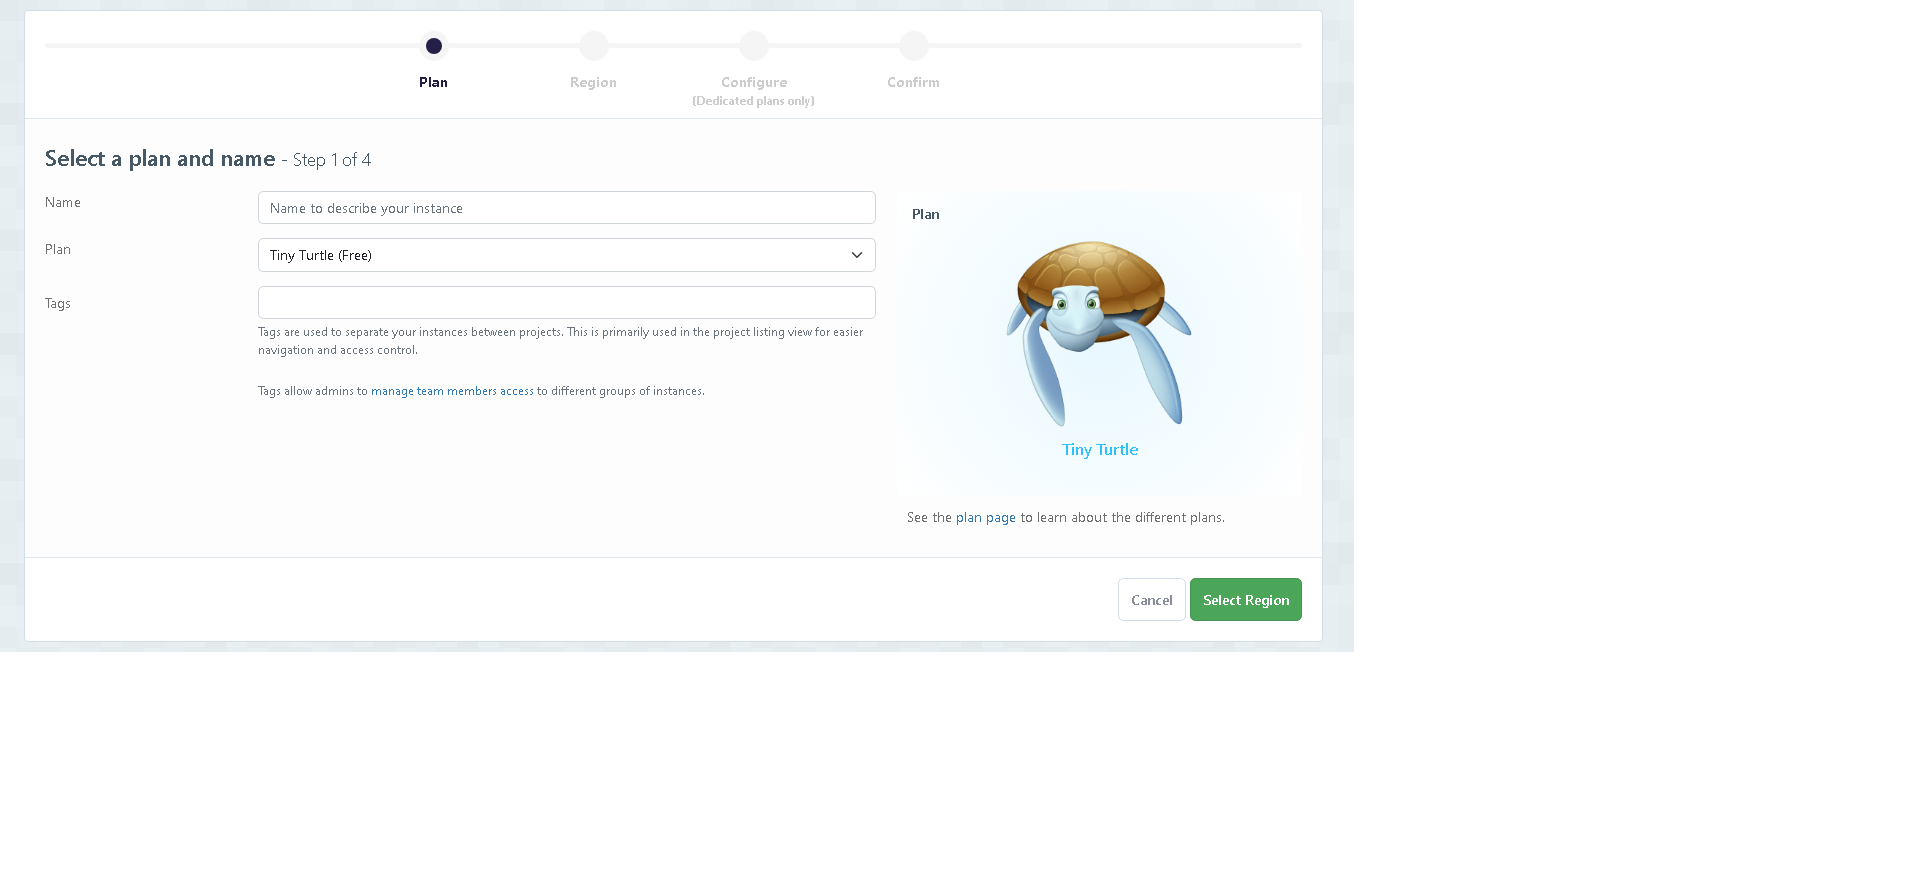 Plan
Region
Configure
(Dedicated plans only)
Confirm
Select a plan and name - Step 1 of 4
Name
Name to describe your instance
Plan
Tiny Turtle (Free)
Tags
Tags are used to separate your instances between projects. This is primarily used in the project listing view for easier
navigation and access control.
Tags allow admins to manage team members access to different groups of instances.
Plan
Tiny Turtle
See the plan page to learn about the different plans.
Cancel
Select Region